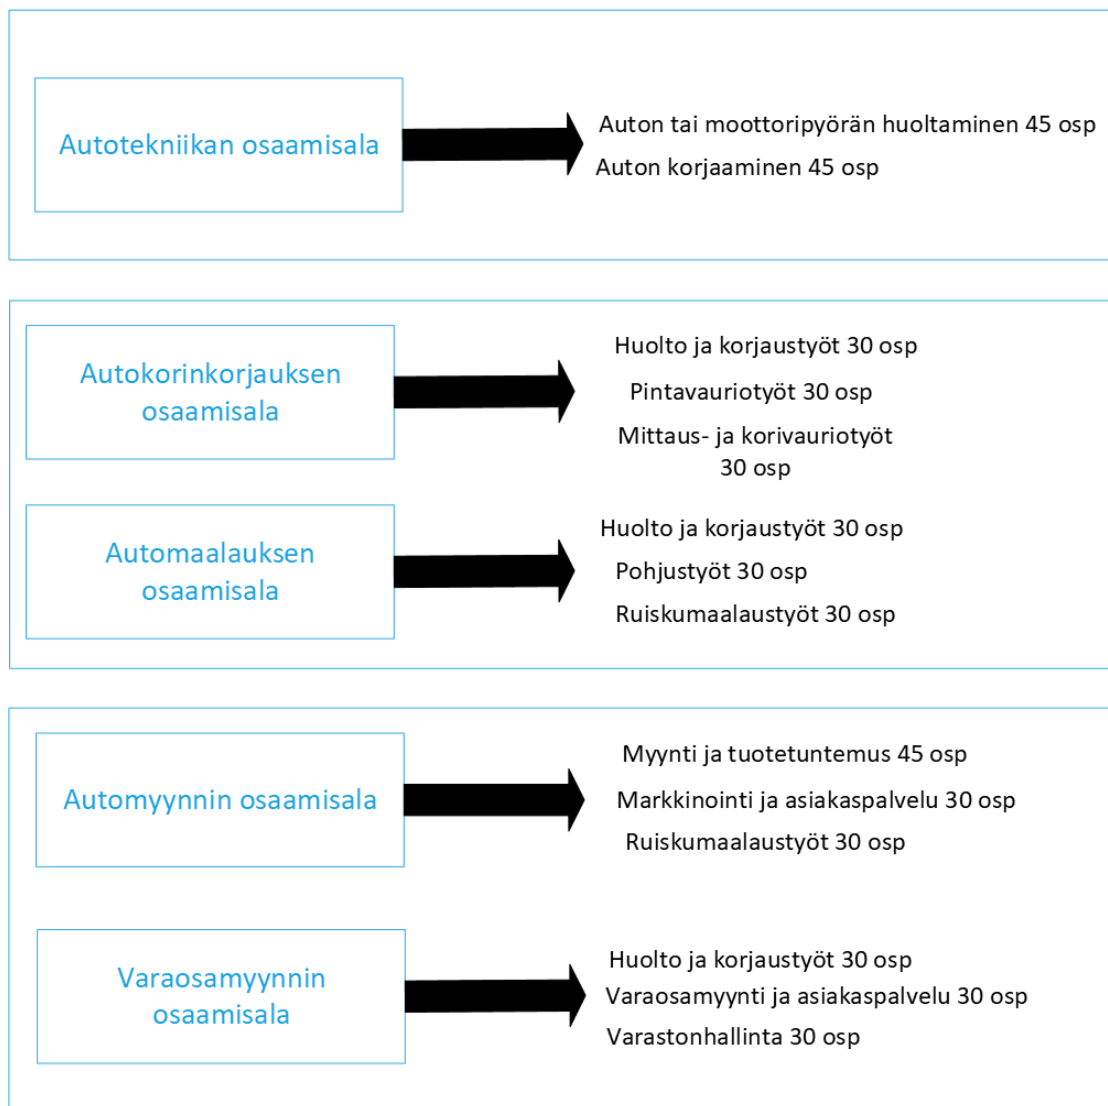 Autotekniikan osaamisala
Auton tai moottoripyörän huoltaminen 45 osp
Auton korjaaminen 45 osp
Autokorinkorjauksen
osaamisala
Huolto ja korjaustyöt 30 osp
Pintavauriotyöt 30 osp
Mittaus- ja korivauriotyöt
30 osp
Automaalauksen
osaamisala
Huolto ja korjaustyöt 30 osp
Pohjustyöt 30 osp
Ruiskumaalaustyöt 30 osp
Automyynnin osaamisala
Myynti ja tuotetuntemus 45 osp
Markkinointi ja asiakaspalvelu 30 osp
Ruiskumaalaustyöt 30 osp
Varaosamyynnin
osaamisala
Huolto ja korjaustyöt 30 osp
Varaosamyynti ja asiakaspalvelu 30 osp
Varastonhallinta 30 osp